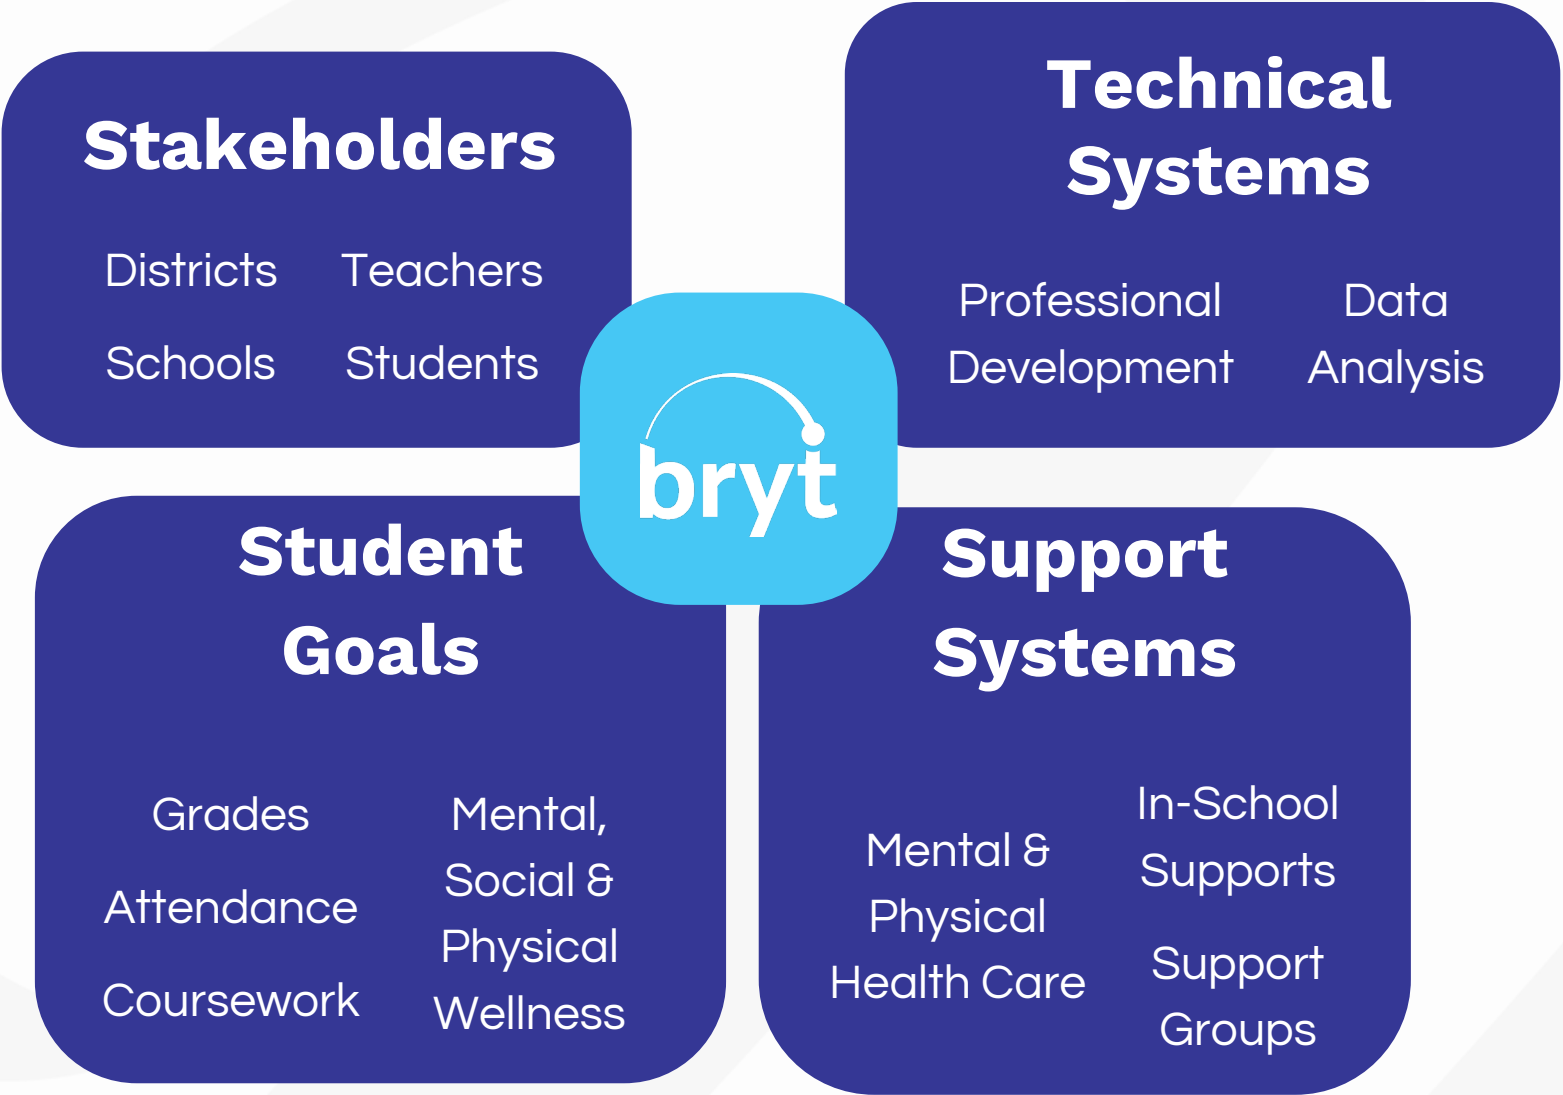 Stakeholders
Districts
Teachers
Schools
Students
Technical
Systems
Professional
Development
Data
Analysis
bryt
Student
Goals
Grades
Attendance
Coursework
Mental,
Social &
Physical
Wellness
Support
Systems
Mental &
Physical
Health Care
In-School
Supports
Support
Groups